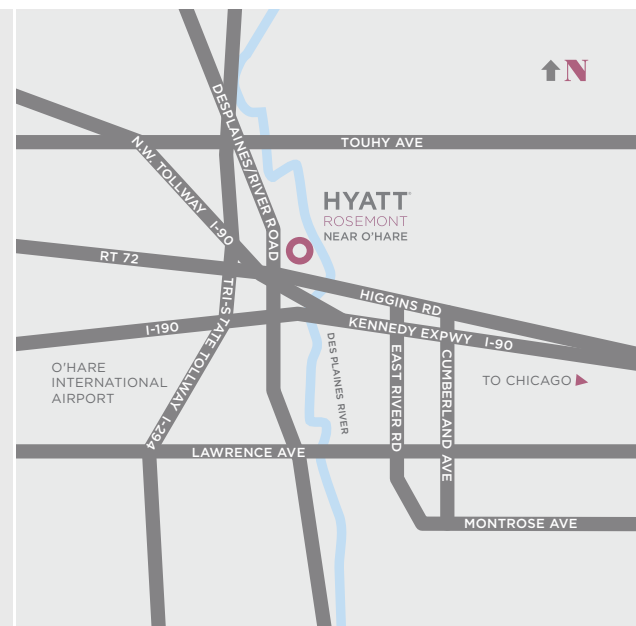 N
TOUHY AVE
DESPLAINES/RIVER ROAD
N.W. TOLLWAY I-90
HYATT®
ROSEMONT
NEAR O'HARE
RT 72
HIGGINS RD
TRI-STATE TOLLWAY I-294
I-190
KENNEDY EXPWY I-90
DES PLAINES RIVER
EAST RIVER RD
CUMBERLAND AVE
O'HARE
INTERNATIONAL
AIRPORT
TO CHICAGO
LAWRENCE AVE
MONTROSE AVE